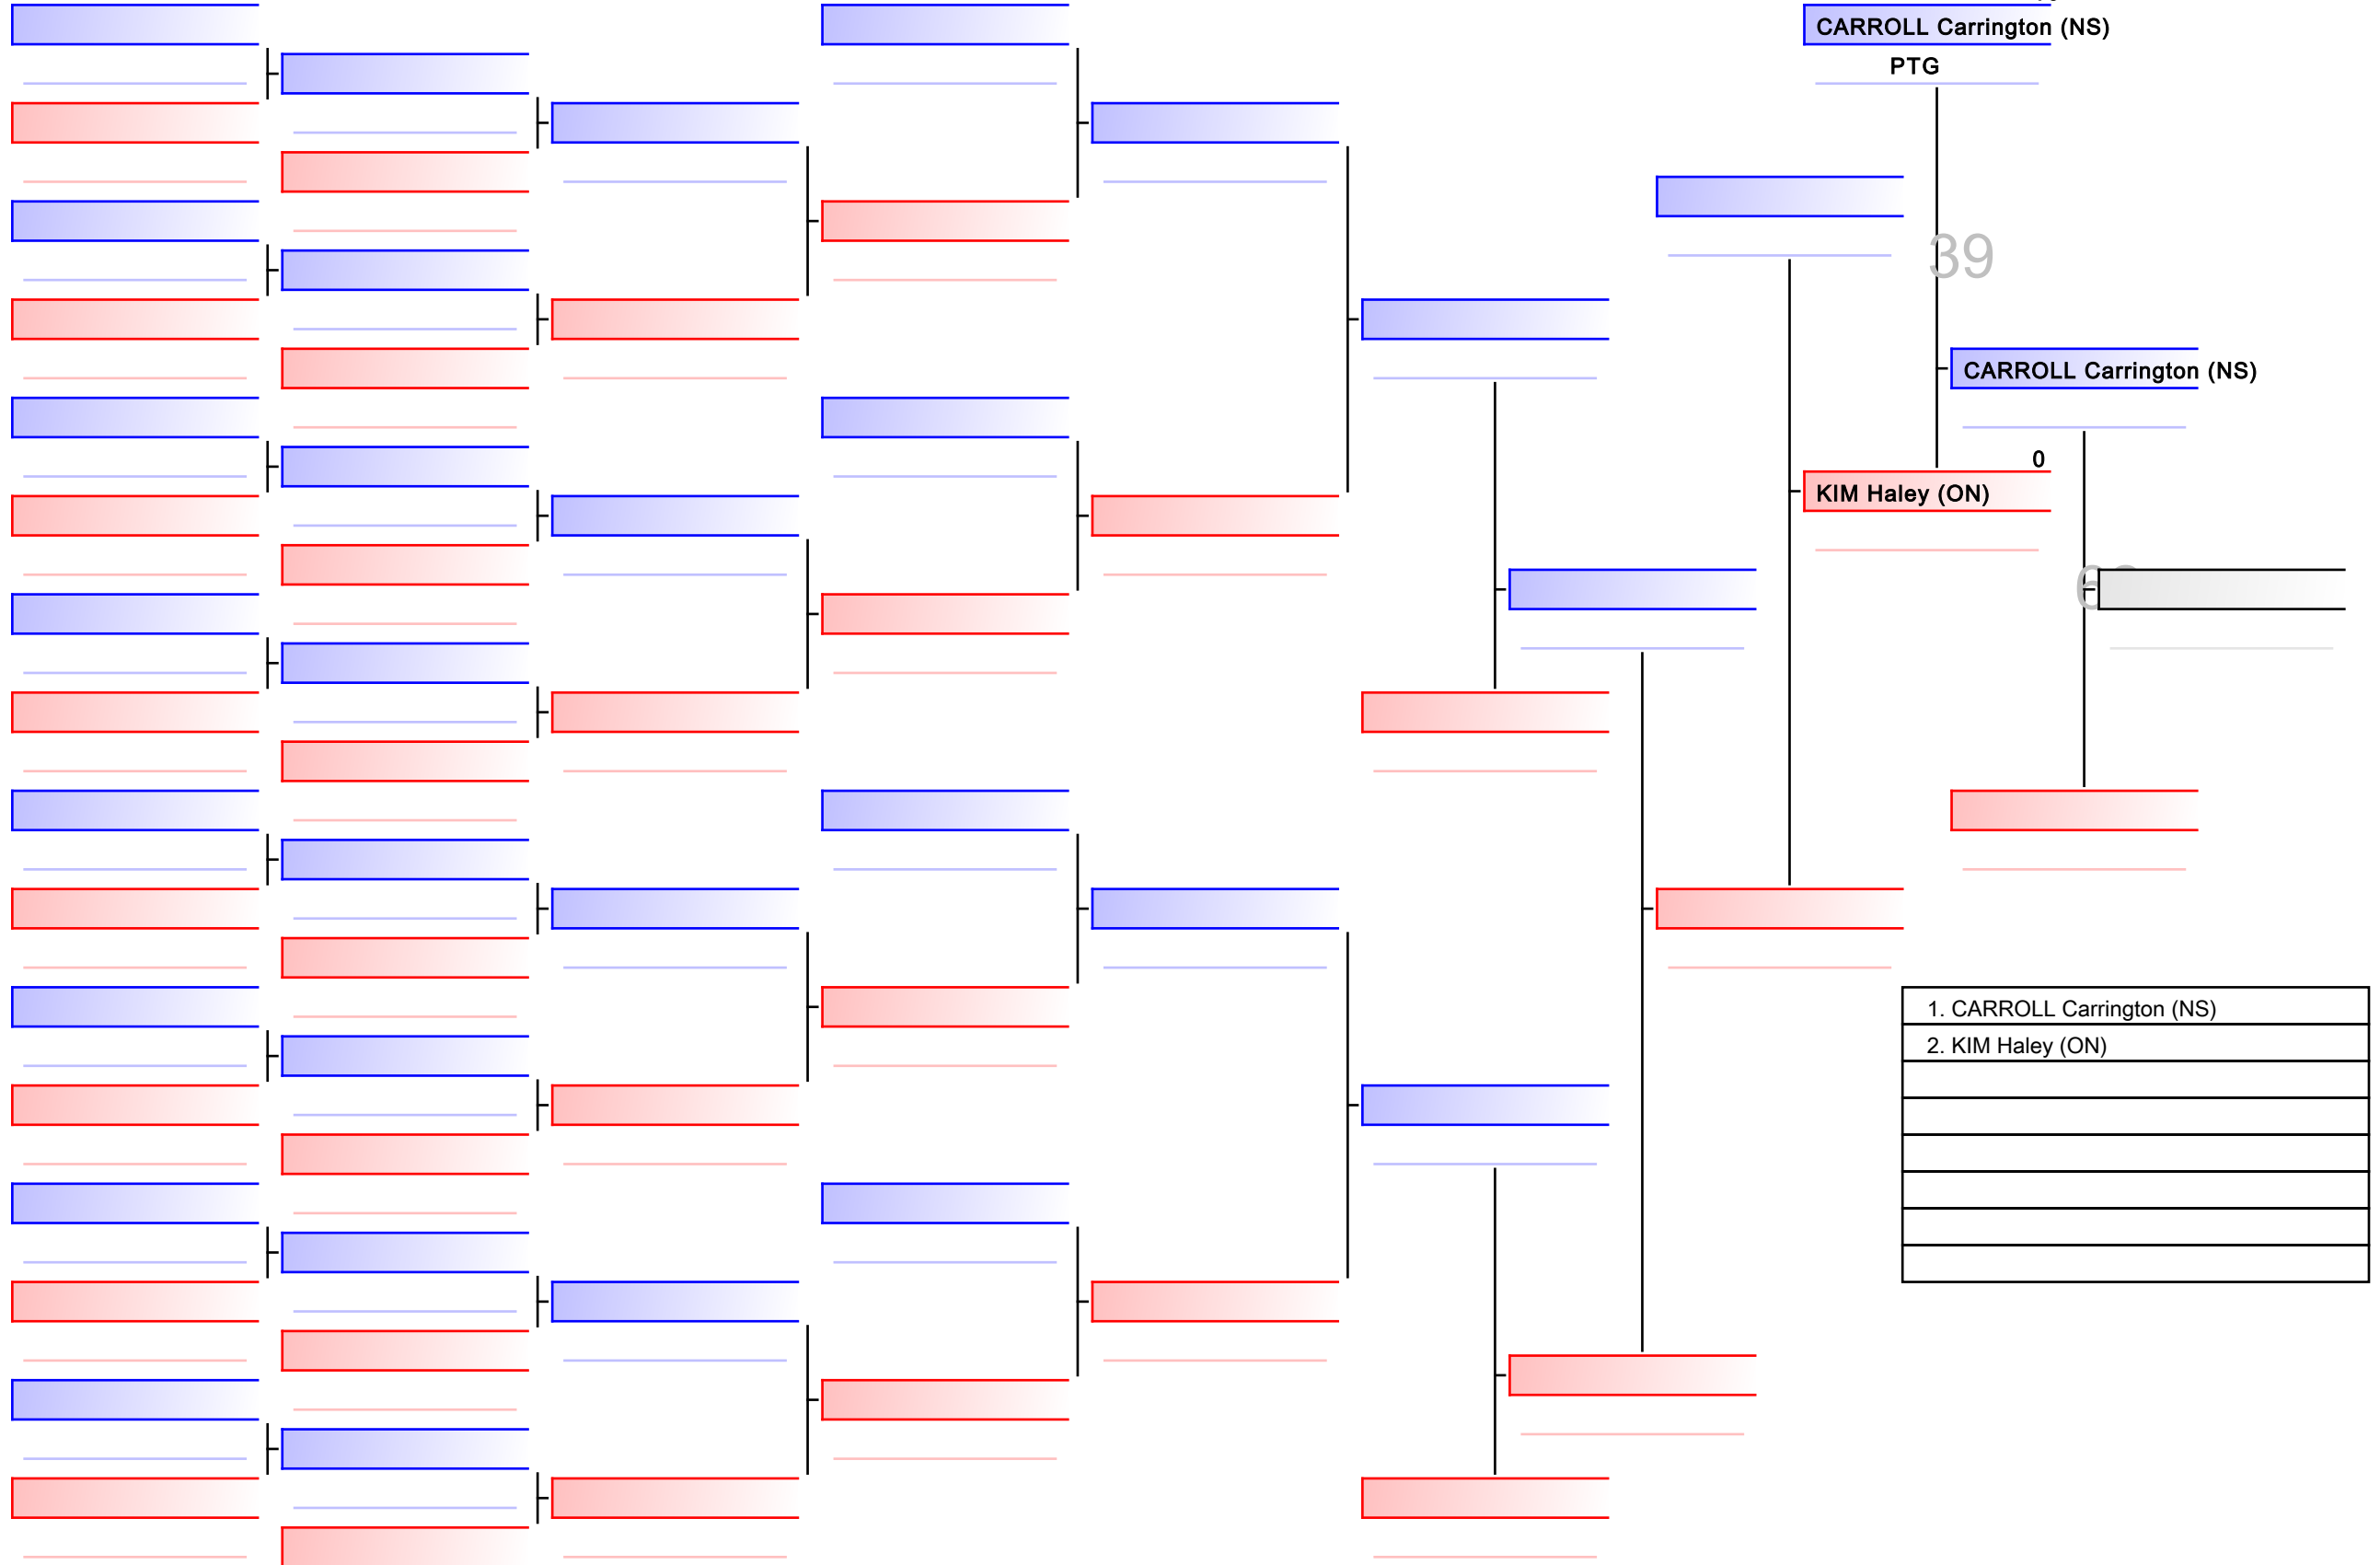 CARROLL Carrington (NS)
PTG
39
CARROLL Carrington (NS)
0
KIM Haley (ON)
1. CARROLL Carrington (NS)
2. KIM Haley (ON)